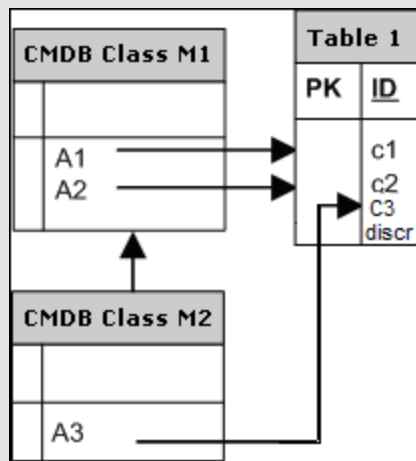 CMDB Class M1
A1
A2
Table 1
PK ID
c1
c2
C3
discr
CMDB Class M2
A3